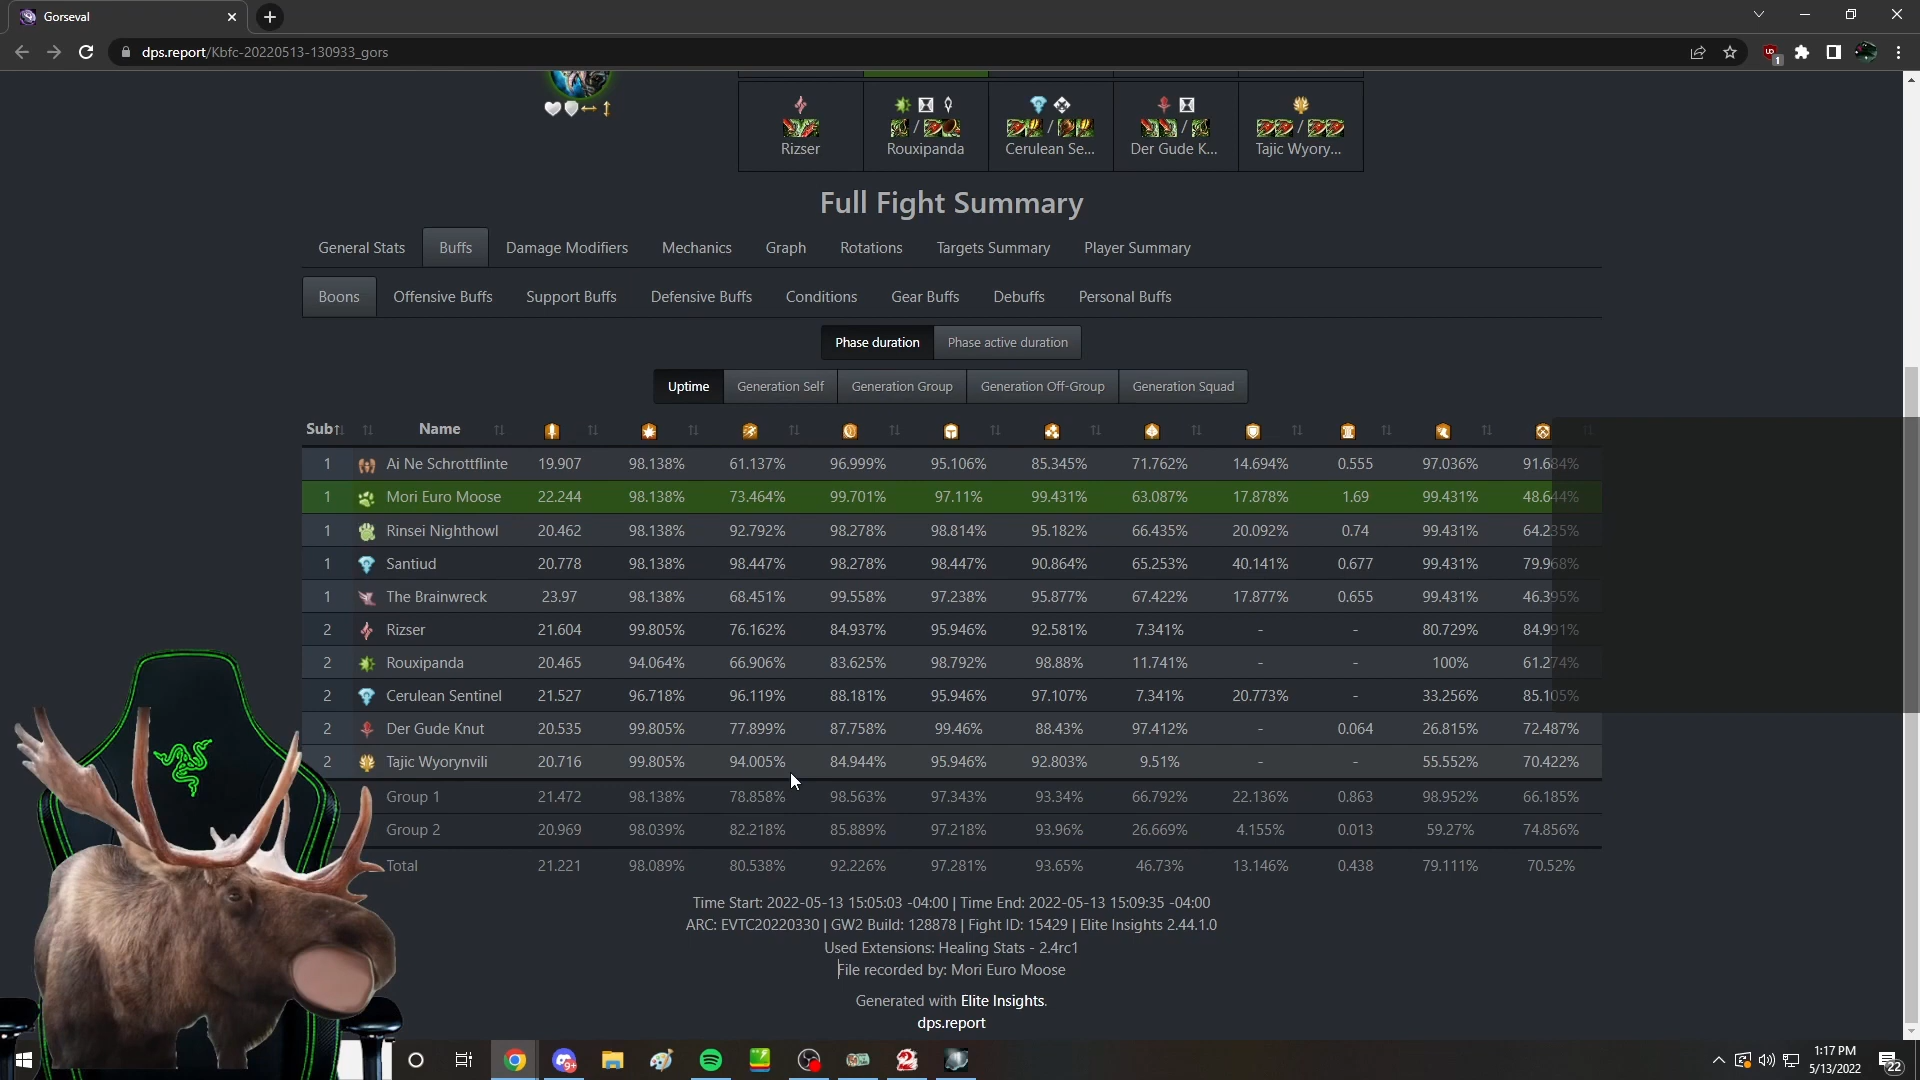 Gorseval
dps.report/Kbfc-20220513-130933_gors
Rizser Rouxipanda Cerulean Se... Der Gude K... Tajic Wyory...
Full Fight Summary
General Stats Buffs Damage Modifiers Mechanics Graph Rotations Targets Summary Player Summary
Boons Offensive Buffs Support Buffs Defensive Buffs Conditions Gear Buffs Debuffs Personal Buffs
Phase duration Phase active duration
Uptime Generation Self Generation Group Generation Off-Group Generation Squad
Sub Name
1 Ai Ne Schrottflinte 19.907 98.138% 61.137% 96.999% 95.106% 85.345% 71.762% 14.694% 0.555 97.036% 91.684%
1 Mori Euro Moose 22.244 98.138% 73.464% 99.701% 97.11% 99.431% 63.087% 17.878% 1.69 99.431% 48.644%
1 Rinsei Nighthowl 20.462 98.138% 92.792% 98.278% 98.814% 95.182% 66.435% 20.092% 0.74 99.431% 64.235%
1 Santiud 20.778 98.138% 98.447% 98.278% 98.447% 90.864% 65.253% 40.141% 0.677 99.431% 79.968%
1 The Brainwreck 23.97 98.138% 68.451% 99.558% 97.238% 95.877% 67.422% 17.877% 0.655 99.431% 46.395%
2 Rizser 21.604 99.805% 76.162% 84.937% 95.946% 92.581% 7.341% - - 80.729% 84.991%
2 Rouxipanda 20.465 94.064% 66.906% 83.625% 98.792% 98.88% 11.741% - - 100% 61.274%
2 Cerulean Sentinel 21.527 96.718% 96.119% 88.181% 95.946% 97.107% 7.341% 20.773% - 33.256% 85.105%
2 Der Gude Knut 20.535 99.805% 77.899% 87.758% 99.46% 88.43% 97.412% - 0.064 26.815% 72.487%
2 Tajic Wyorynvili 20.716 99.805% 94.005% 84.944% 95.946% 92.803% 9.51% - - 55.552% 70.422%
Group 1 21.472 98.138% 78.858% 98.563% 97.343% 93.34% 66.792% 22.136% 0.863 98.952% 66.185%
Group 2 20.969 98.039% 82.218% 85.889% 97.218% 93.96% 26.669% 4.155% 0.013 59.27% 74.856%
Total 21.221 98.089% 80.538% 92.226% 97.281% 93.65% 46.73% 13.146% 0.438 79.111% 70.52%
Time Start: 2022-05-13 15:05:03 -04:00 | Time End: 2022-05-13 15:09:35 -04:00
ARC: EVTC20220330 | GW2 Build: 128878 | Fight ID: 15429 | Elite Insights 2.44.1.0
Used Extensions: Healing Stats - 2.4rc1
File recorded by: Mori Euro Moose
Generated with Elite Insights.
dps.report
1:17 PM
5/13/2022
22